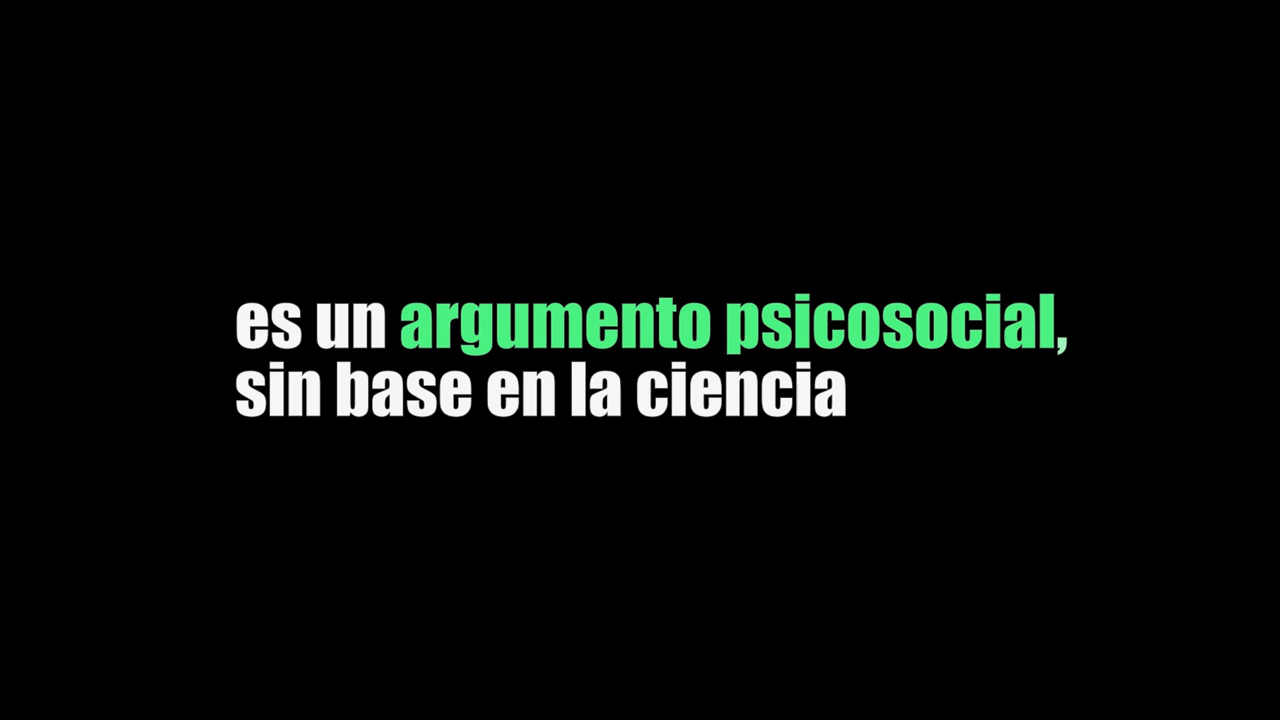 es un argumento psicosocial,
sin base en la ciencia